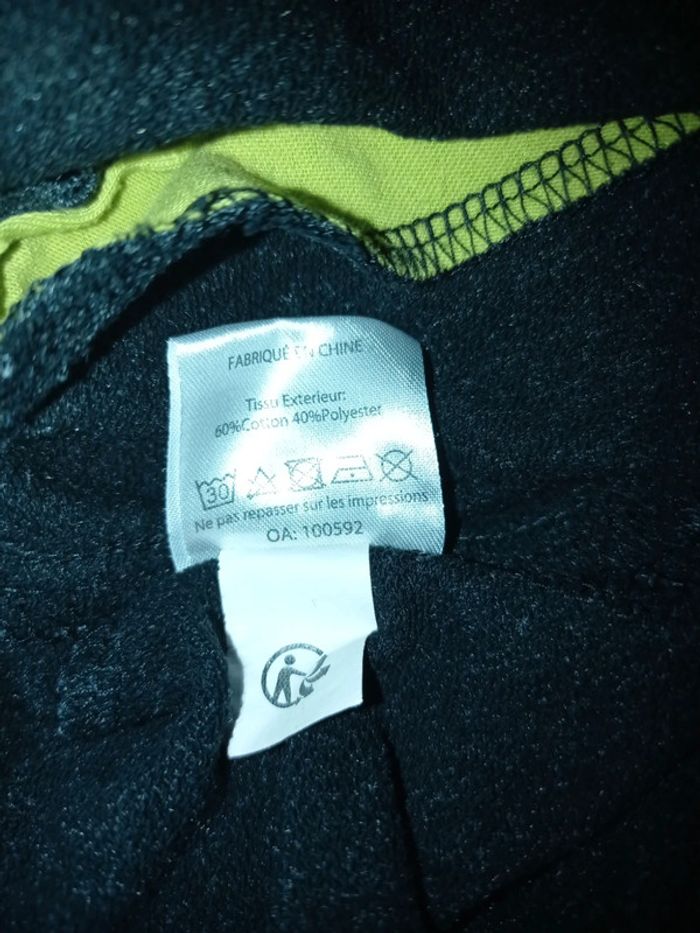 FABRIQUÉ EN CHINE
Tissu Exterieur:
60%Cotton 40%Polyester
30
Ne pas repasser sur les impressions
OA: 100592